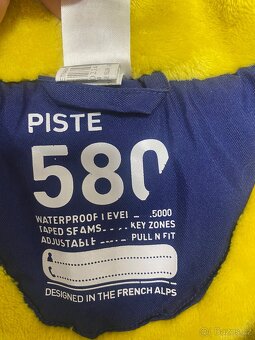 PISTE
580
WATERPROOF LEVEL _ .5000
TAPED SEAMS _ _ . KEY ZONES
ADJUSTABLE _ _ . PULL N FIT
DESIGNED IN THE FRENCH ALPS